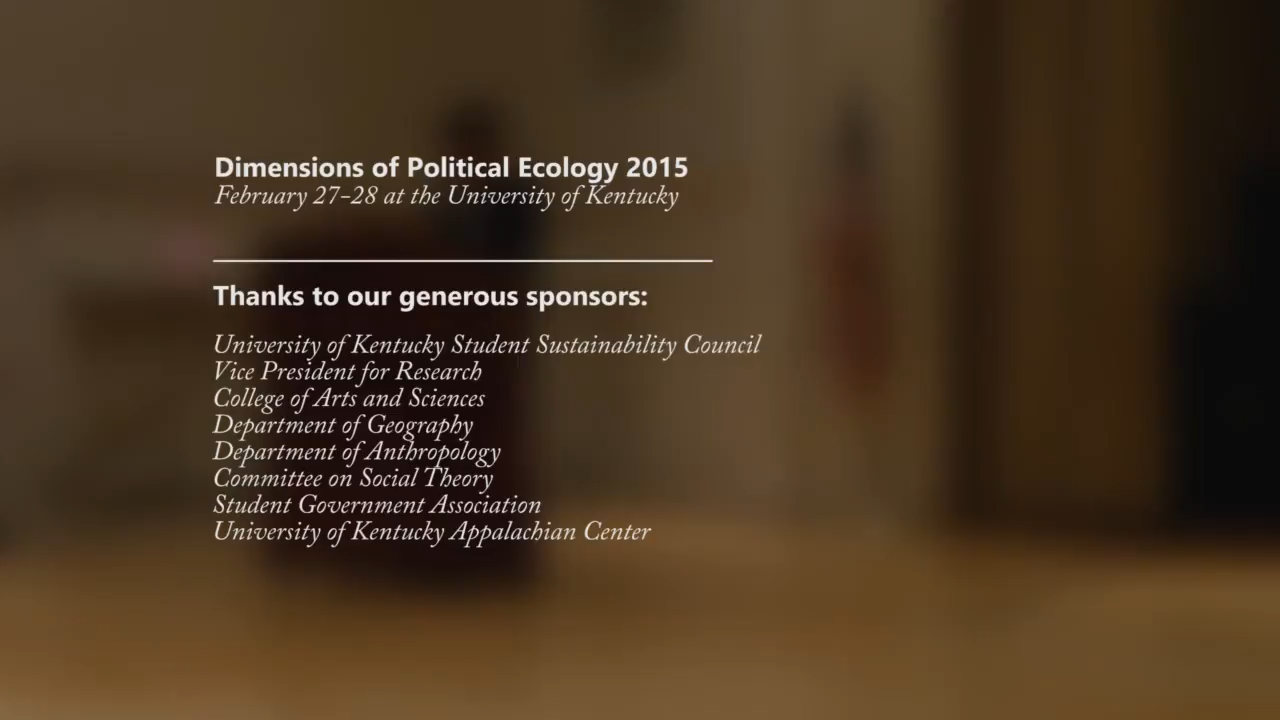 Dimensions of Political Ecology 2015
February 27–28 at the University of Kentucky
Thanks to our generous sponsors:
University of Kentucky Student Sustainability Council
Vice President for Research
College of Arts and Sciences
Department of Geography
Department of Anthropology
Committee on Social Theory
Student Government Association
University of Kentucky Appalachian Center